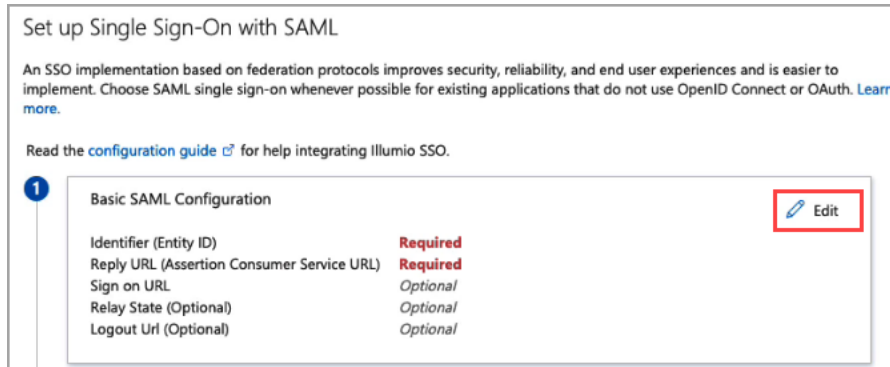 Set up Single Sign-On with SAML
An SSO implementation based on federation protocols improves security, reliability, and end user experiences and is easier to
implement. Choose SAML single sign-on whenever possible for existing applications that do not use OpenID Connect or OAuth. Learn
more.
Read the configuration guide for help integrating Illumio SSO.
1
Basic SAML Configuration
Edit
Identifier (Entity ID) Required
Reply URL (Assertion Consumer Service URL) Required
Sign on URL Optional
Relay State (Optional) Optional
Logout Url (Optional) Optional